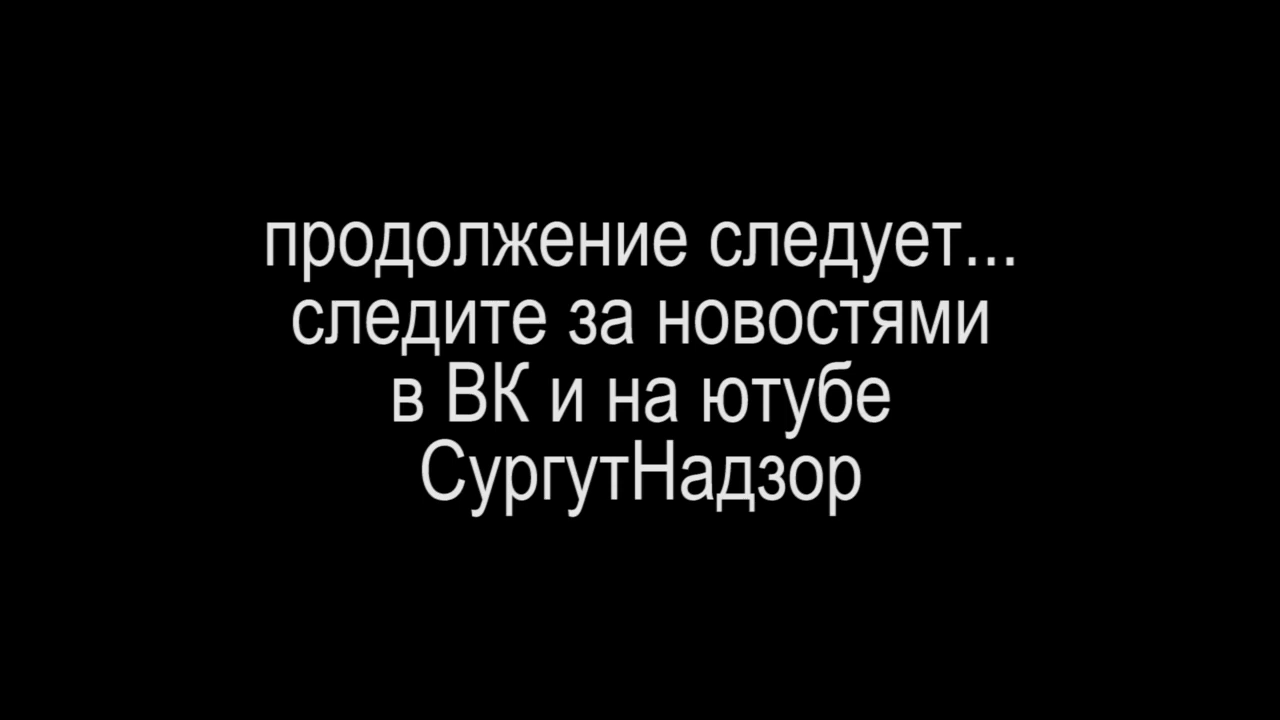 продолжение следует...
следите за новостями
в ВК и на ютубе
СургутНадзор